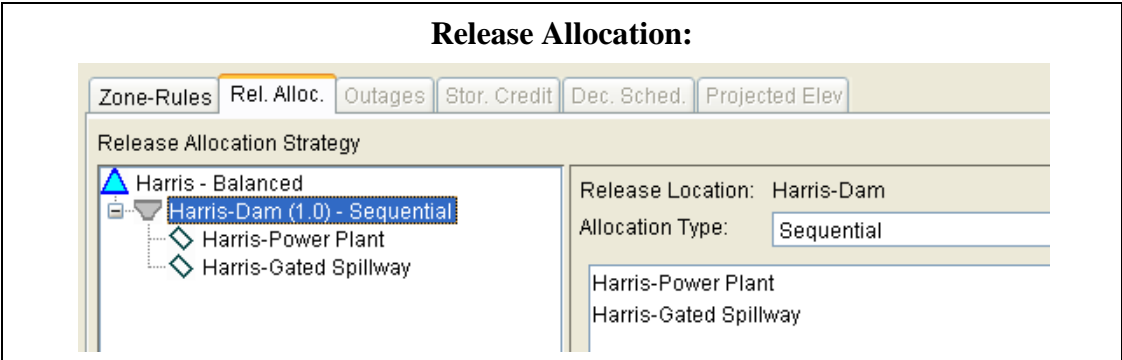 Release Allocation:
Zone-Rules Rel. Alloc. Outages Stor. Credit Dec. Sched. Projected Elev
Release Allocation Strategy
Harris - Balanced
Harris-Dam (1.0) - Sequential
Harris-Power Plant
Harris-Gated Spillway
Release Location: Harris-Dam
Allocation Type: Sequential
Harris-Power Plant
Harris-Gated Spillway